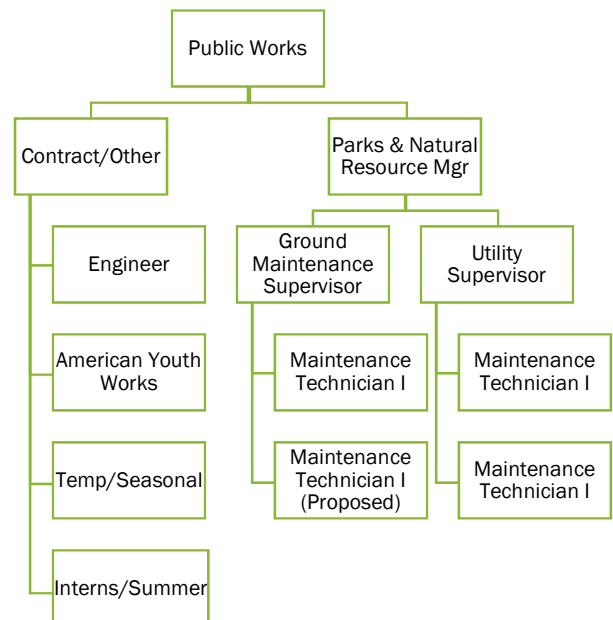 Public Works
Contract/Other
Parks & Natural
Resource Mgr
Engineer
American Youth
Works
Temp/Seasonal
Interns/Summer
Ground
Maintenance
Supervisor
Maintenance
Technician I
Maintenance
Technician I
(Proposed)
Utility
Supervisor
Maintenance
Technician I
Maintenance
Technician I